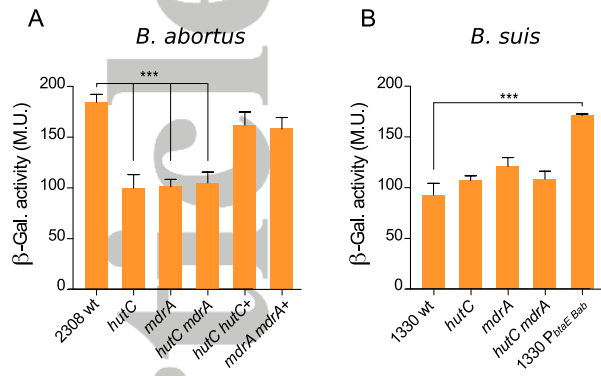 A
B. abortus
***
β-Gal. activity (M.U.)
200
150
100
50
0
2308 wt
hutC
mdrA
hutC mdrA
hutC hutC+
mdrA mdrA+
B
B. suis
***
β-Gal. activity (M.U.)
200
150
100
50
0
1330 wt
hutC
mdrA
hutC mdrA
1330 PbtaE Bab